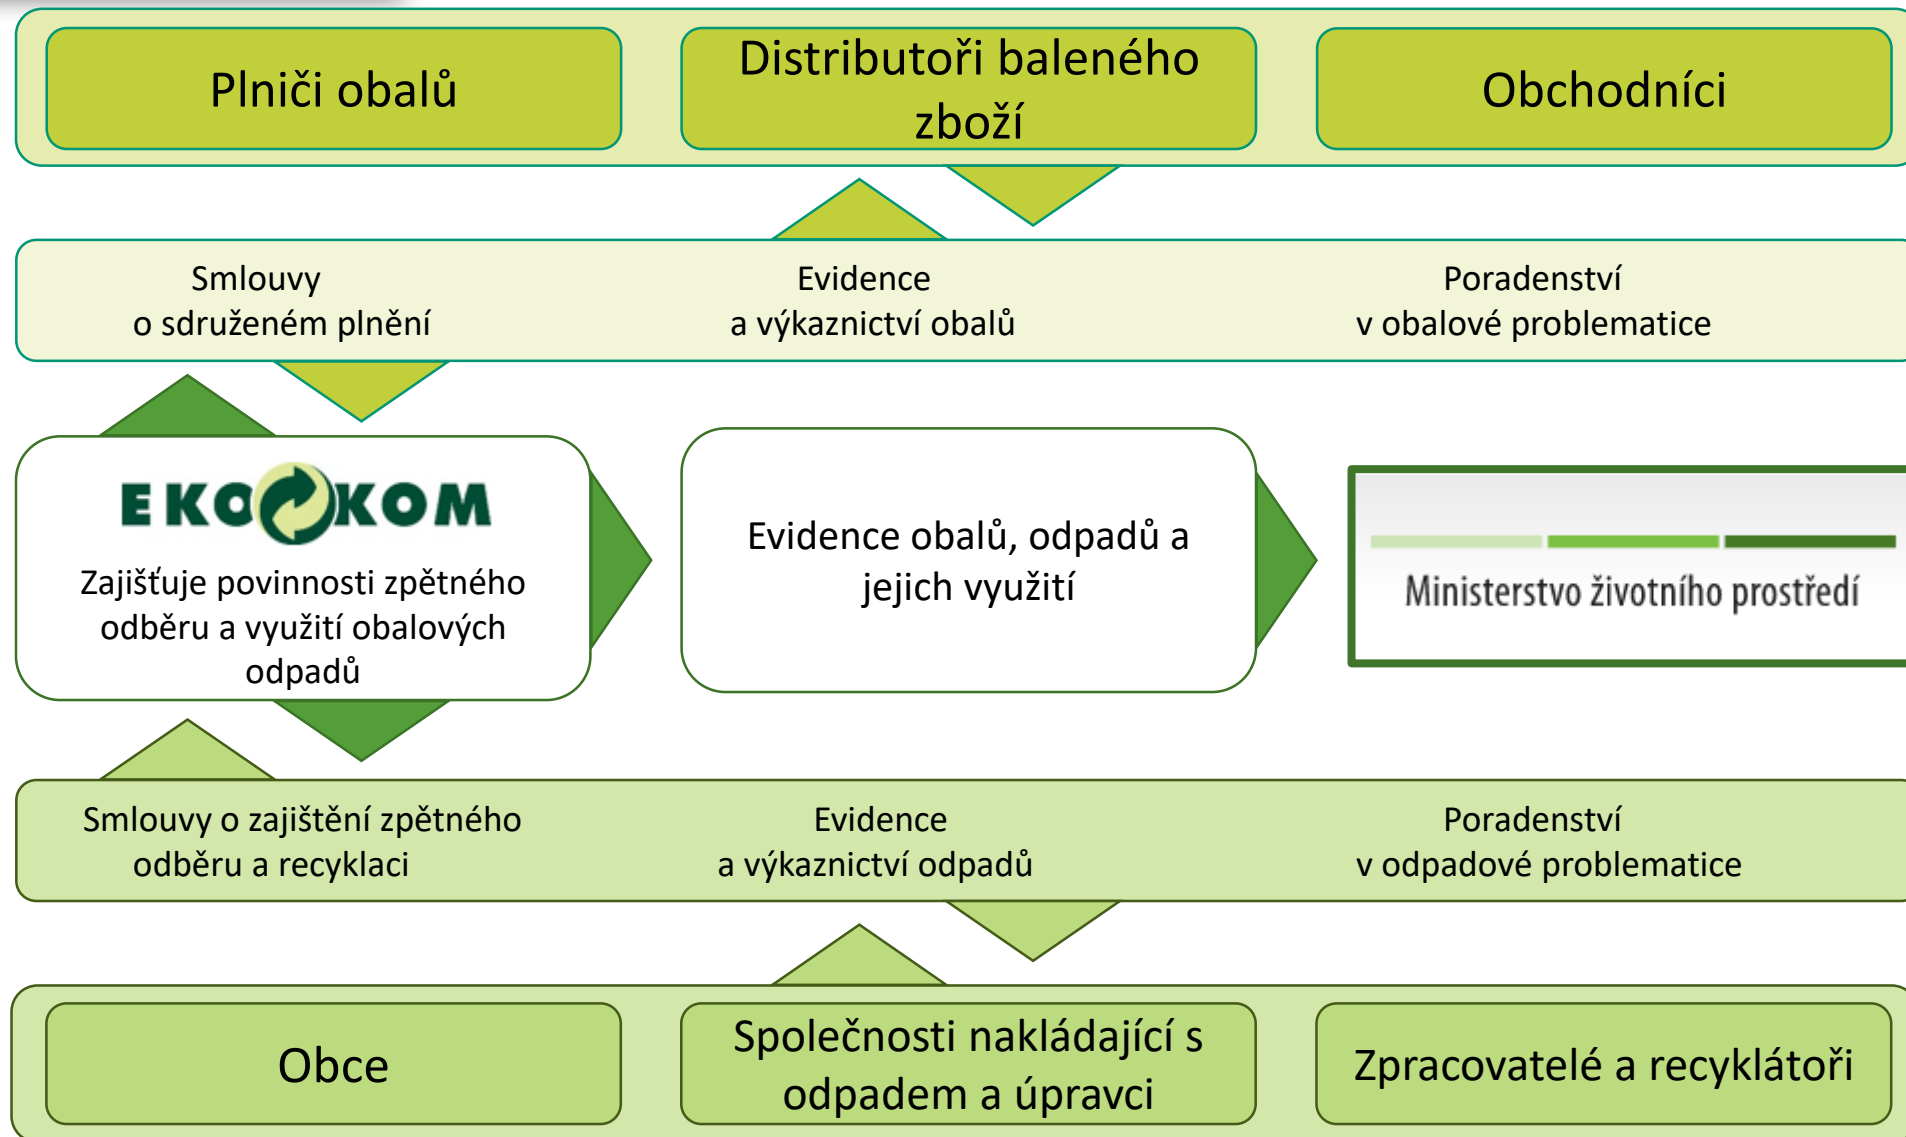 Plniči obalů
Distributoři baleného
zboží
Obchodníci
Smlouvy
o sdruženém plnění
Evidence
a výkaznictví obalů
Poradenství
v obalové problematice
EKO KOM
Zajišťuje povinnosti zpětného
odběru a využití obalových
odpadů
Evidence obalů, odpadů a
jejich využití
Ministerstvo životního prostředí
Smlouvy o zajištění zpětného
odběru a recyklaci
Evidence
a výkaznictví odpadů
Poradenství
v odpadové problematice
Obce
Společnosti nakládající s
odpadem a úpravci
Zpracovatelé a recyklátoři